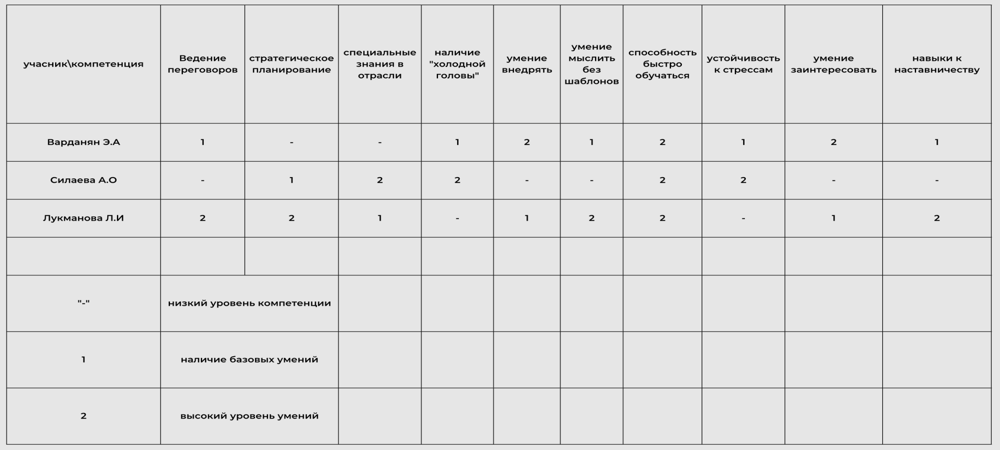 учасник\компетенция
Ведение
переговоров
стратегическое
планирование
специальные
знания в
отрасли
наличие
"холодной
головы"
умение
внедрять
умение
мыслить
без
шаблонов
способность
быстро
обучаться
устойчивость
к стрессам
умение
заинтересовать
навыки к
наставничеству
Варданян Э.А 1 - - 1 2 1 2 1 2 1
Силаева А.О - 1 2 2 - - 2 2 - -
Лукманова Л.И 2 2 1 - 1 2 2 - 1 2
"-" низкий уровень компетенции
1 наличие базовых умений
2 высокий уровень умений